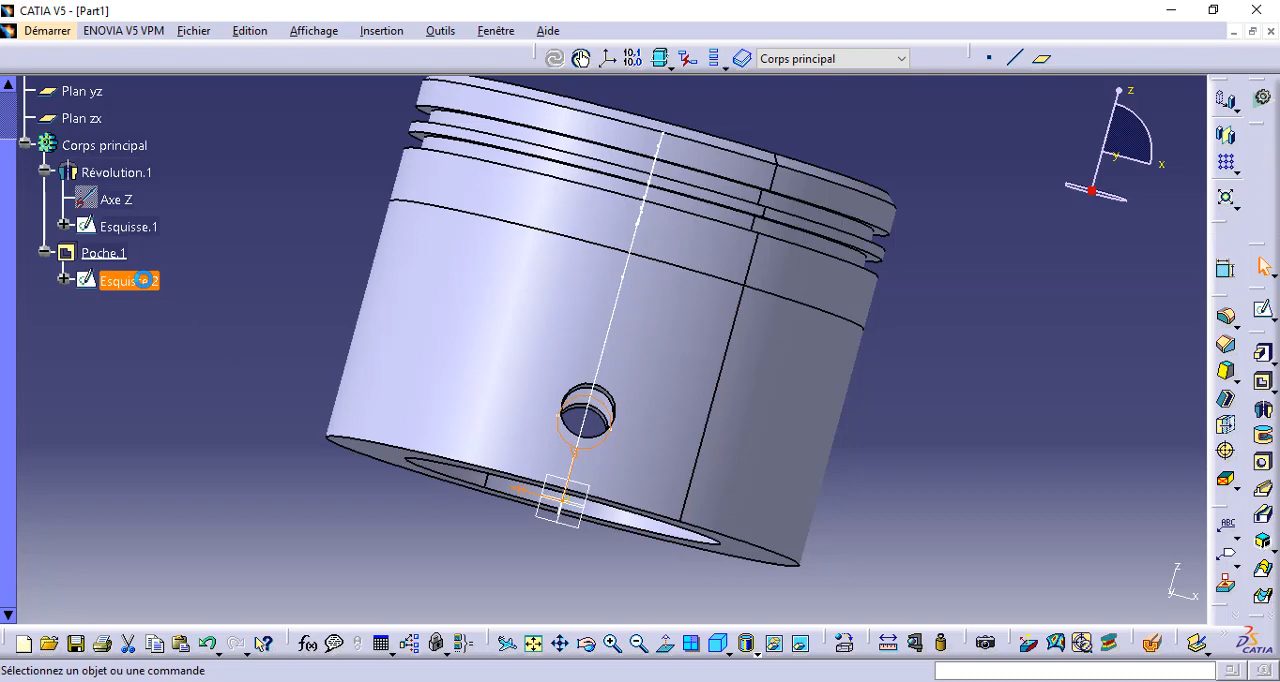 CATIA V5 - [Part1]
Démarrer ENOVIA V5 VPM Fichier Edition Affichage Insertion Outils Fenêtre Aide
10.1 Corps principal
10.0
Plan yz
Plan zx
Corps principal
Révolution.1
Axe Z
Esquisse.1
Poche.1
z
y x
ABC
z
y x
f(x)
CATIA
Sélectionnez un objet ou une commande